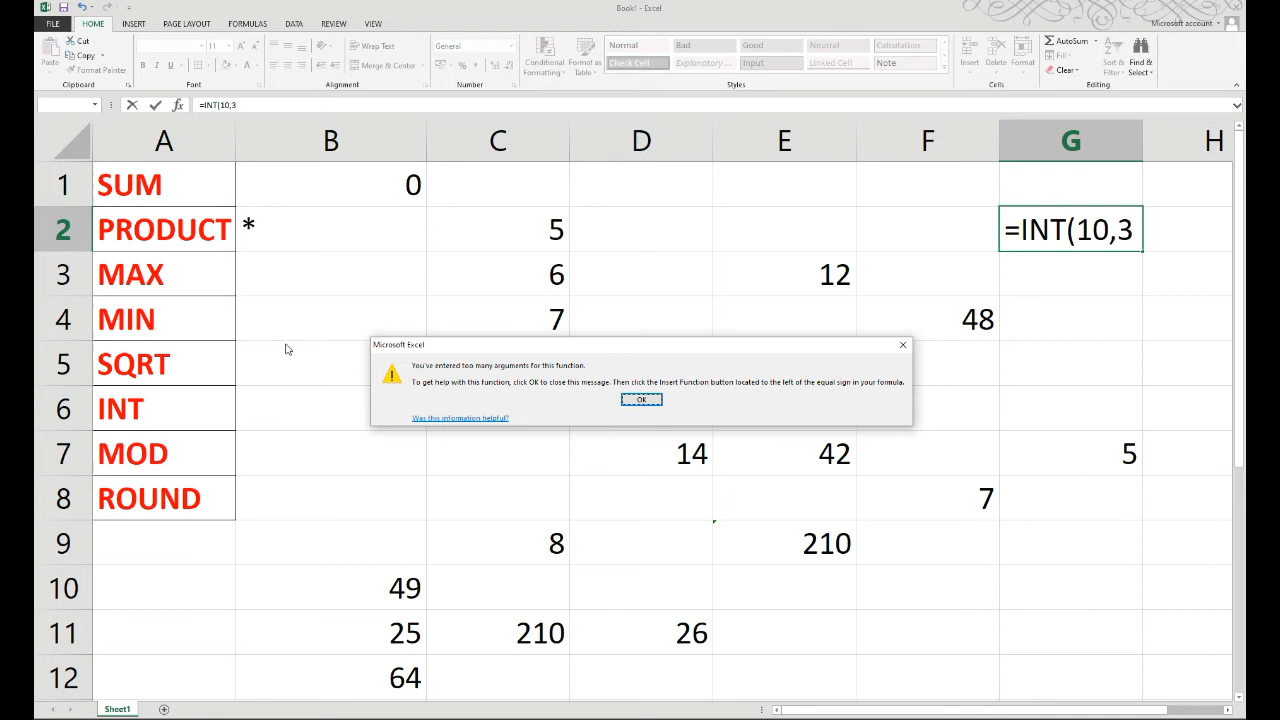 Book1 - Excel
FILE HOME INSERT PAGE LAYOUT FORMULAS DATA REVIEW VIEW Microsoft account
Paste Cut Copy Format Painter
11 A A B I U A
Wrap Text Merge & Center
General % ,
Conditional Formatting Format as Table
Normal Bad Good Neutral Calculation
Check Cell Explanatory... Input Linked Cell Note
Insert Delete Format
AutoSum Clear Sort & Filter Find & Select
Clipboard Font Alignment Number Styles Cells Editing
fx =INT(10,3
A B C D E F G H
1 SUM 0
2 PRODUCT * 5 =INT(10,3
3 MAX 6 12
4 MIN 7 48
5 SQRT
6 INT
7 MOD 14 42 5
8 ROUND 7
9 8 210
10 49
11 25 210 26
12 64
Microsoft Excel
You've entered too many arguments for this function.
To get help with this function, click OK to close this message. Then click the Insert Function button located to the left of the equal sign in your formula.
OK
Was this information helpful?
Sheet1